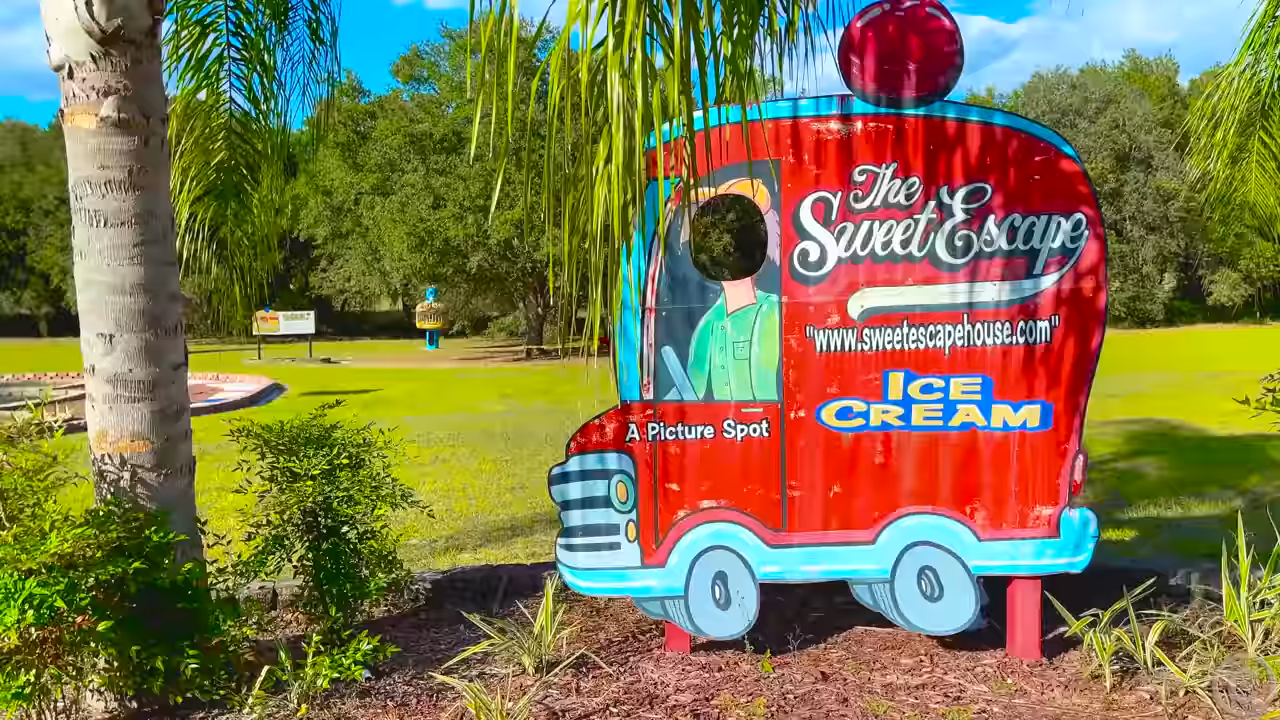 The
Sweet Escape
"www.sweetescapehouse.com"
ICE
CREAM
A Picture Spot